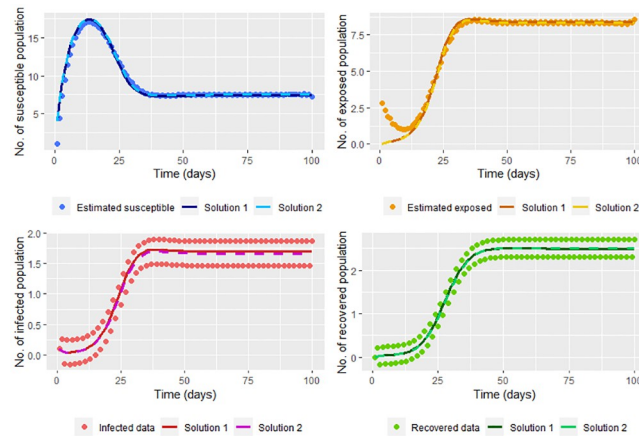 No. of susceptible population
15
10
5
0 25 50 75 100
Time (days)
Estimated susceptible Solution 1 Solution 2
No. of exposed population
7.5
5.0
2.5
0.0
0 25 50 75 100
Time (days)
Estimated exposed Solution 1 Solution 2
No. of infected population
2.0
1.5
1.0
0.5
0.0
0 25 50 75 100
Time (days)
Infected data Solution 1 Solution 2
No. of recovered population
2
1
0
0 25 50 75 100
Time (days)
Recovered data Solution 1 Solution 2